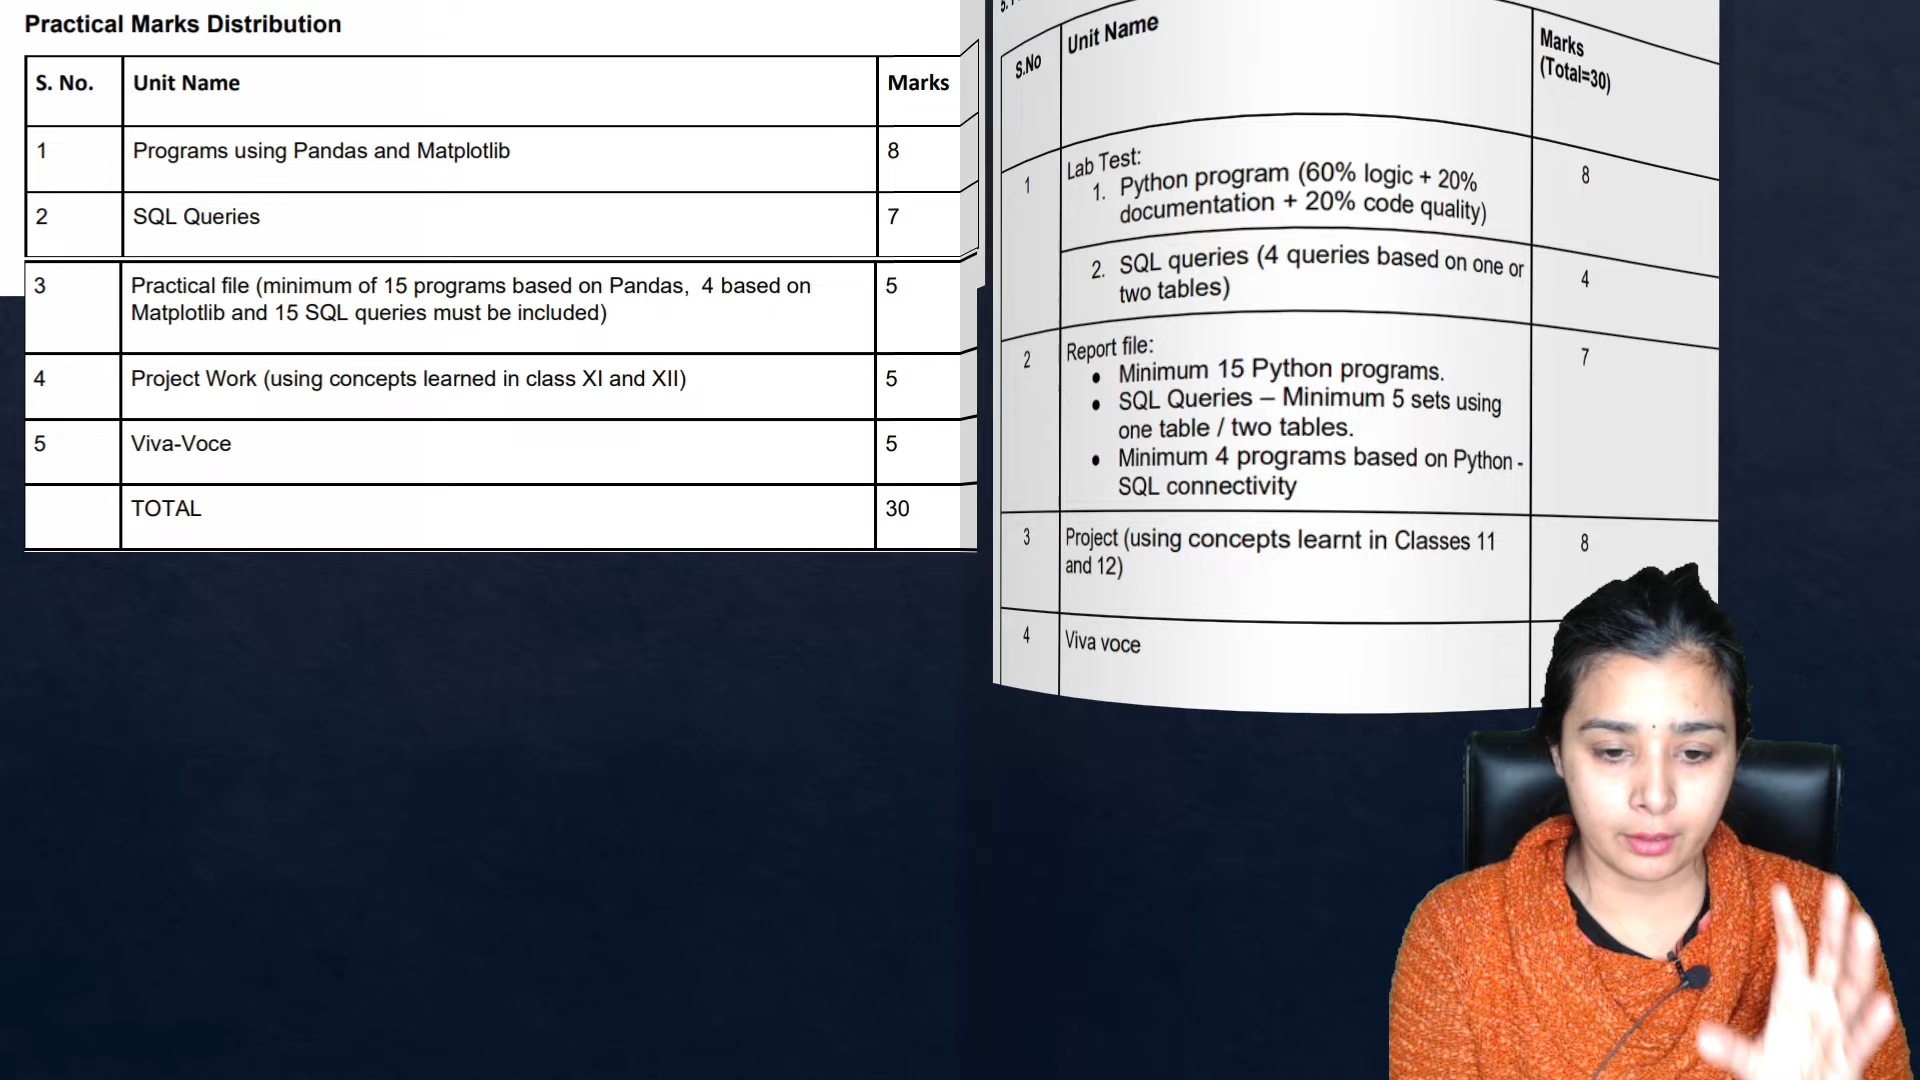 Practical Marks Distribution
S. No. Unit Name Marks
1 Programs using Pandas and Matplotlib 8
2 SQL Queries 7
3 Practical file (minimum of 15 programs based on Pandas, 4 based on 5
Matplotlib and 15 SQL queries must be included)
4 Project Work (using concepts learned in class XI and XII) 5
5 Viva-Voce 5
TOTAL 30
S.No Unit Name Marks
(Total=30)
1 Lab Test: 8
1. Python program (60% logic + 20%
documentation + 20% code quality)
2. SQL queries (4 queries based on one or 4
two tables)
2 Report file: 7
• Minimum 15 Python programs.
• SQL Queries – Minimum 5 sets using
one table / two tables.
• Minimum 4 programs based on Python -
SQL connectivity
3 Project (using concepts learnt in Classes 11 8
and 12)
4 Viva voce